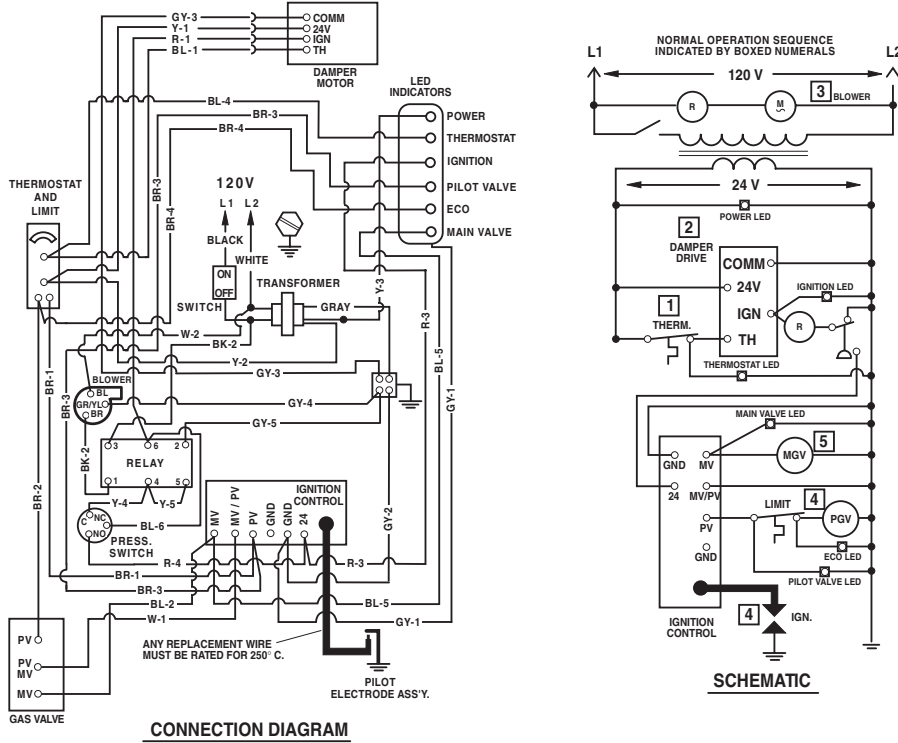 GY-3
Y-1
R-1
BL-1
COMM
24V
IGN
TH
DAMPER
MOTOR
LED
INDICATORS
POWER
THERMOSTAT
IGNITION
PILOT VALVE
ECO
MAIN VALVE
BL-4
BR-3
BR-4
BR-3
BR-4
THERMOSTAT
AND
LIMIT
120V
L1 L2
BLACK
WHITE
ON
OFF
SWITCH
TRANSFORMER
GRAY
Y-3
R-3
BL-5
GY-1
W-2
BK-2
Y-2
GY-3
GY-4
GY-5
GY-2
BR-1
BR-3
BR-2
BK-2
BLOWER
BL
GR/YL
BR
3 6 2
RELAY
1 4 5
Y-4 Y-5
C NC
NO
BL-6
PRESS.
SWITCH
R-4
BR-1
BR-3
BL-2
W-1
IGNITION
CONTROL
MV
MV / PV
PV
GND
GND
24
R-3
BL-5
GY-1
ANY REPLACEMENT WIRE
MUST BE RATED FOR 250° C.
PILOT
ELECTRODE ASS'Y.
PV
PV
MV
MV
GAS VALVE
CONNECTION DIAGRAM
NORMAL OPERATION SEQUENCE
INDICATED BY BOXED NUMERALS
L1 L2
120 V
R
M
3 BLOWER
24 V
POWER LED
2
DAMPER
DRIVE
COMM
24V
IGN
TH
IGNITION LED
R
1
THERM.
THERMOSTAT LED
MAIN VALVE LED
GND MV
MGV
5
24 MV/PV
PV
LIMIT
4
PGV
GND
ECO LED
PILOT VALVE LED
4
IGN.
IGNITION
CONTROL
SCHEMATIC